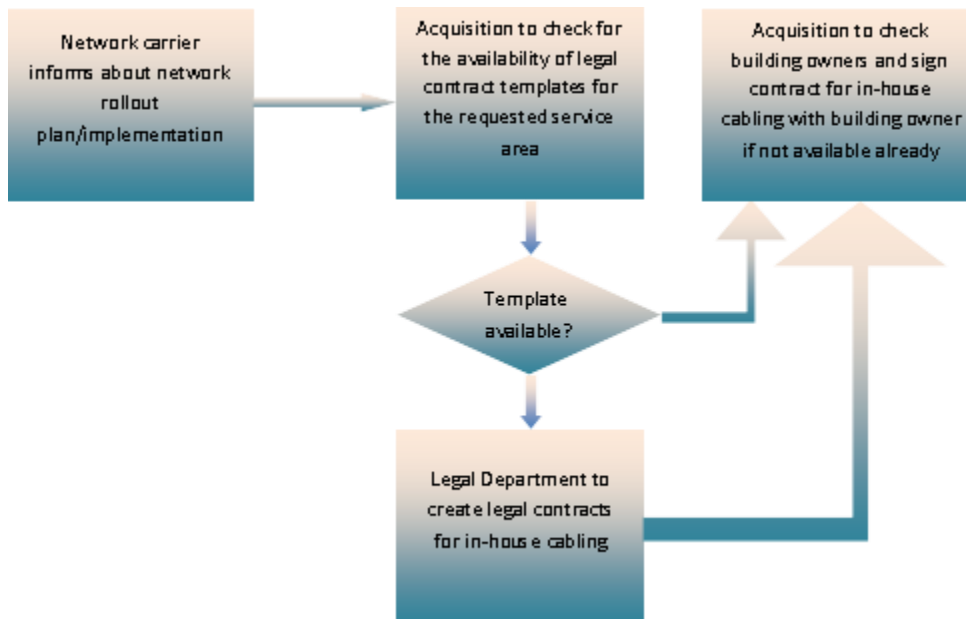 Network carrier
informs about network
rollout
plan/implementation
Acquisition to check for
the availability of legal
contract templates for
the requested service
area
Acquisition to check
building owners and sign
contract for in-house
cabling with building owner
if not available already
Template
available?
Legal Department to
create legal contracts
for in-house cabling